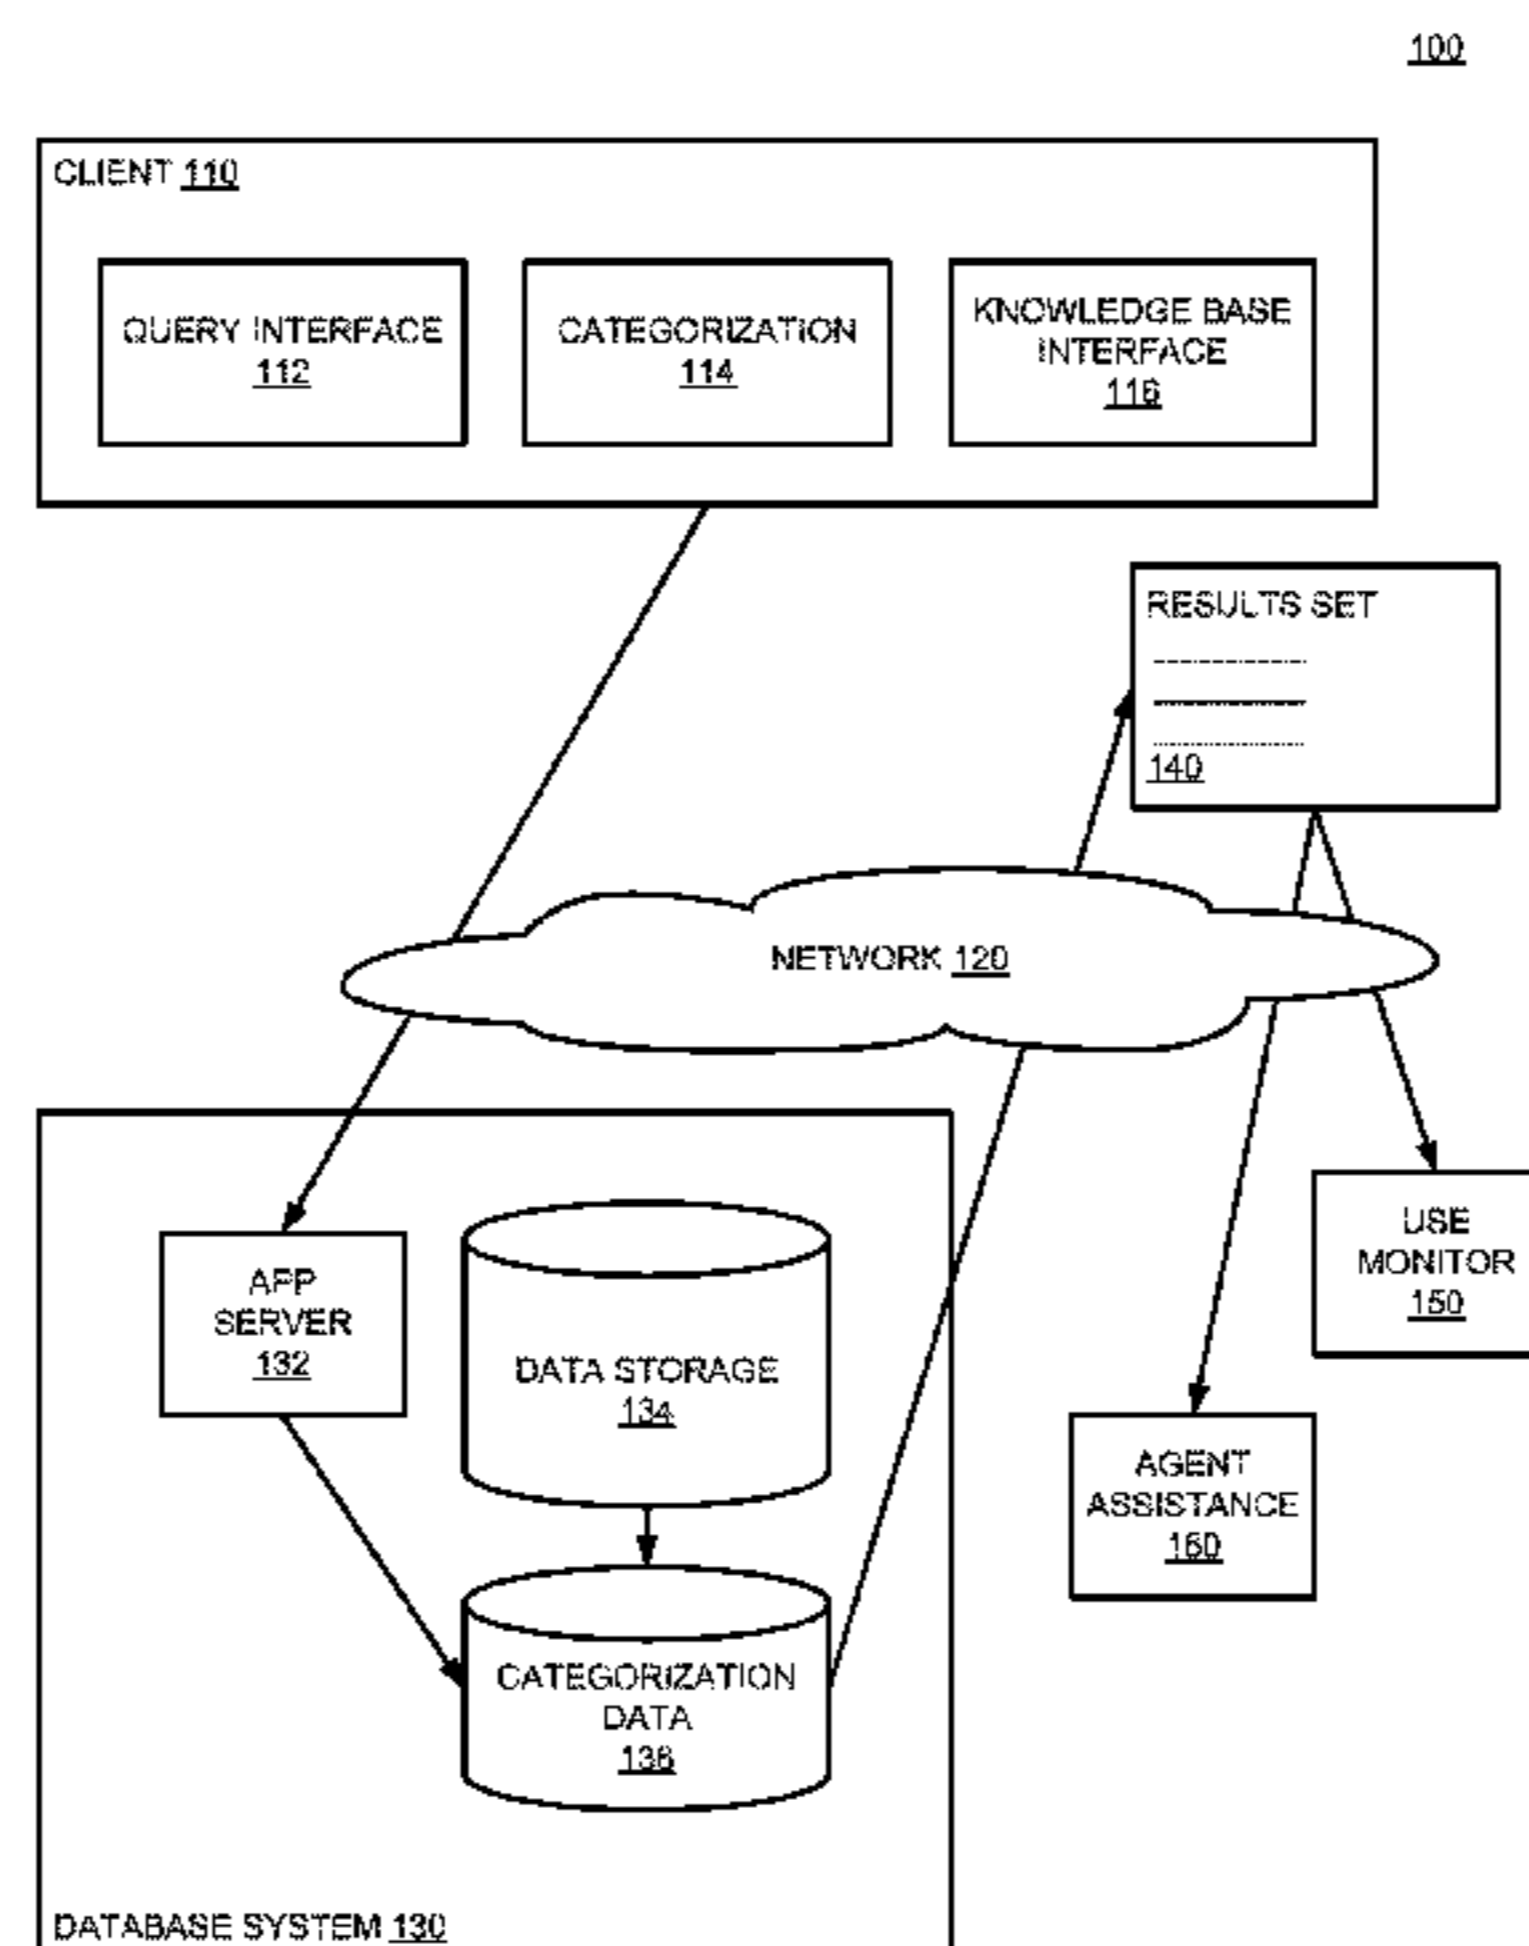 100
CLIENT 110
QUERY INTERFACE
112
CATEGORIZATION
114
KNOWLEDGE BASE
INTERFACE
116
RESULTS SET
140
NETWORK 120
APP
SERVER
132
DATA STORAGE
134
USE
MONITOR
150
AGENT
ASSISTANCE
160
CATEGORIZATION
DATA
136
DATABASE SYSTEM 130